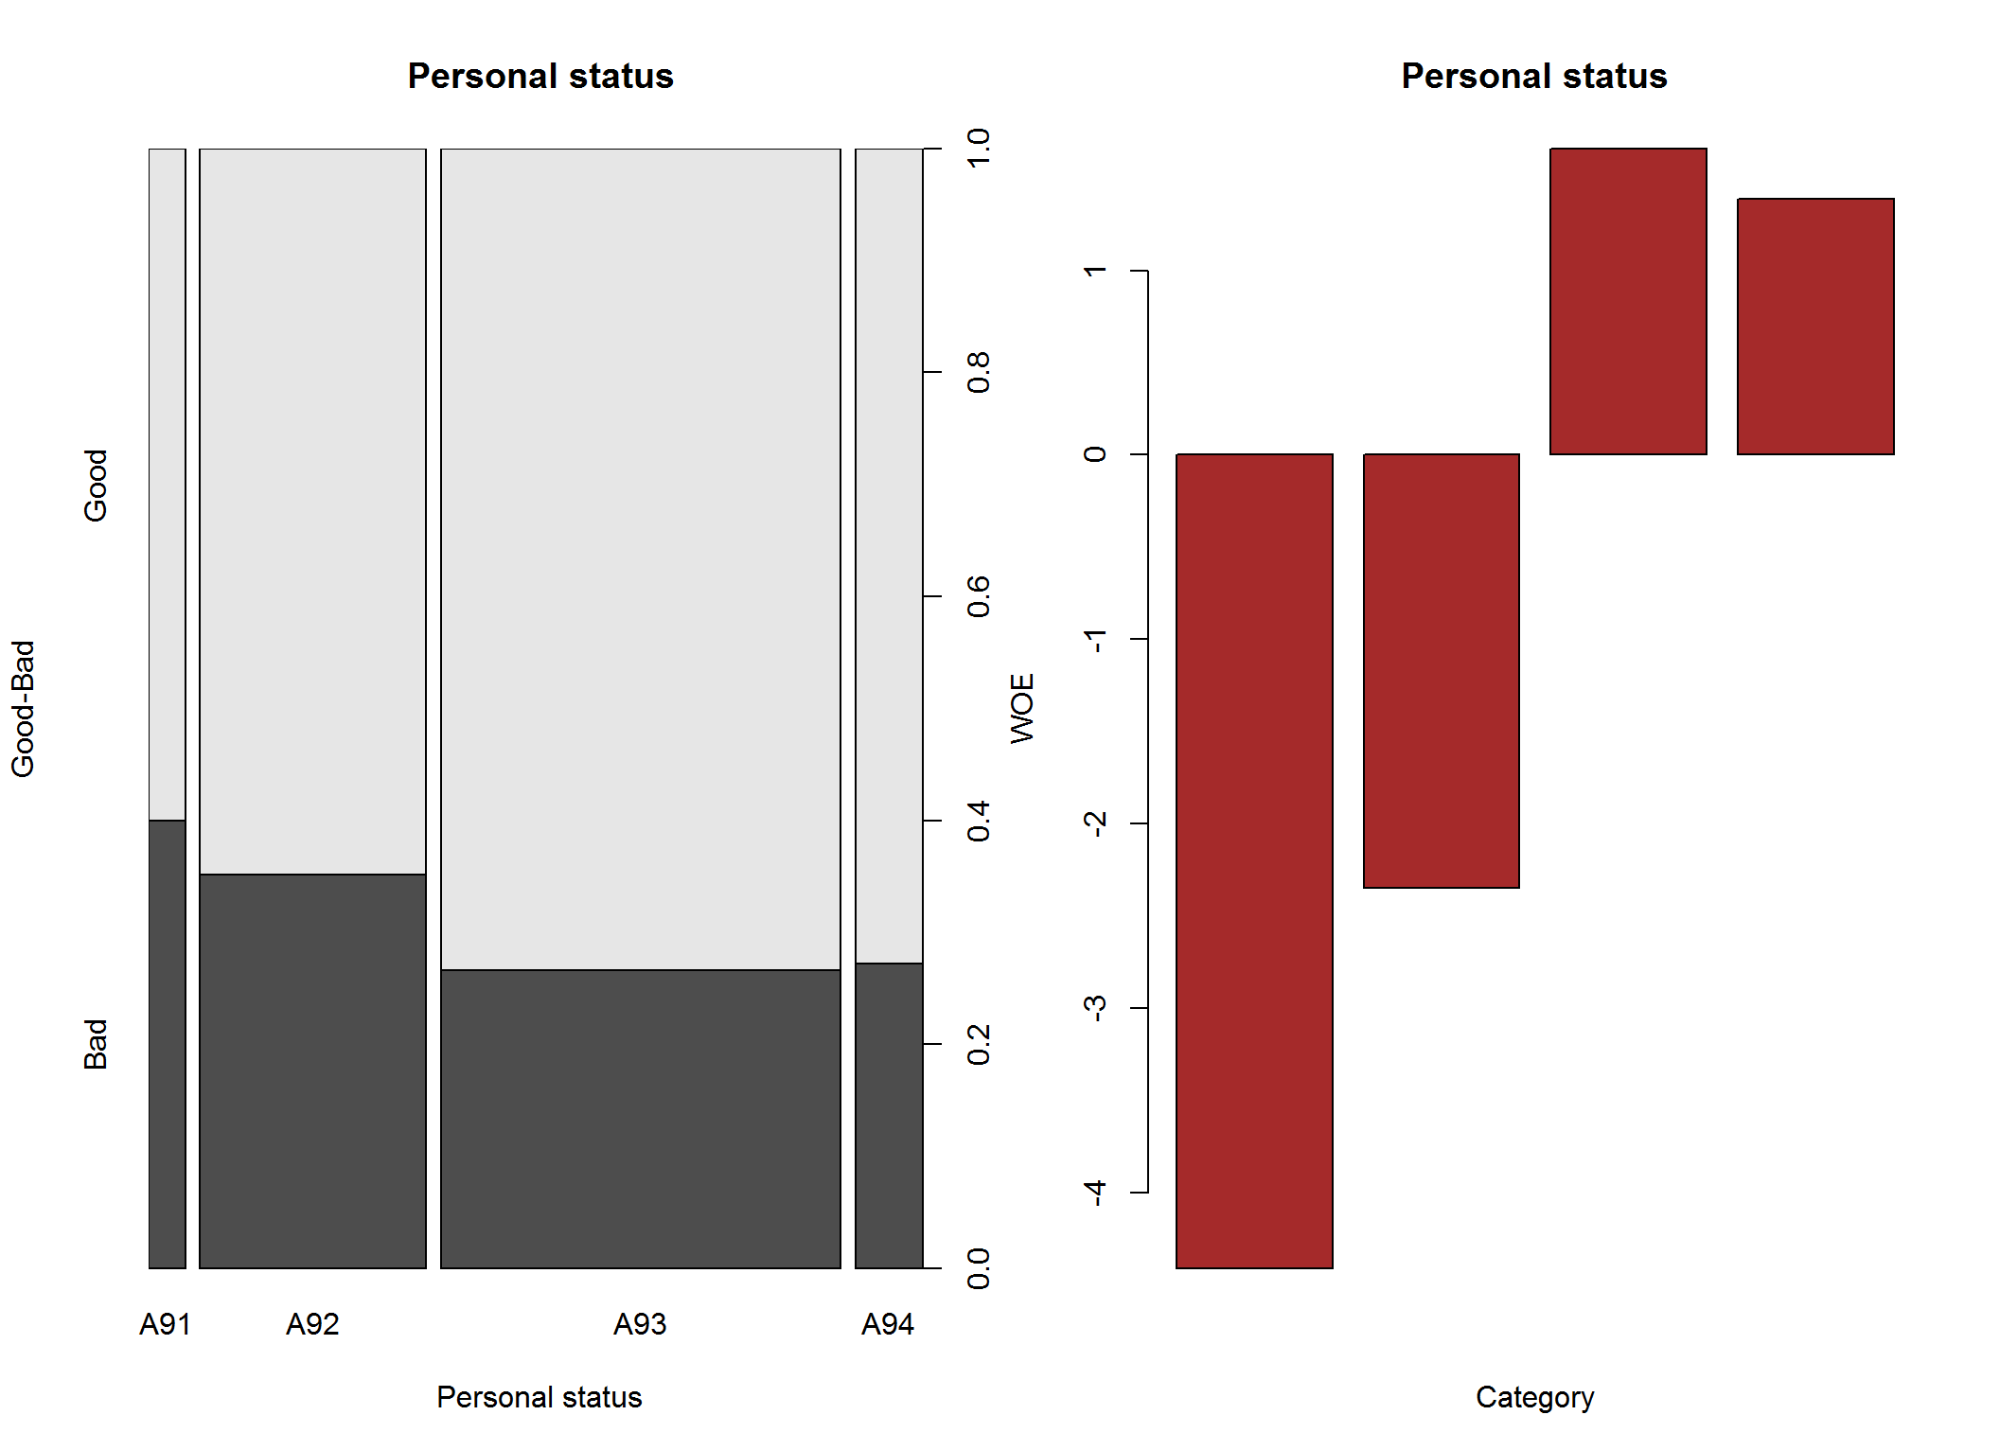 Personal status
Good-Bad
Good
Bad
1.0
0.8
0.6
0.4
0.2
0.0
A91 A92 A93 A94
Personal status
Personal status
WOE
1
0
-1
-2
-3
-4
Category